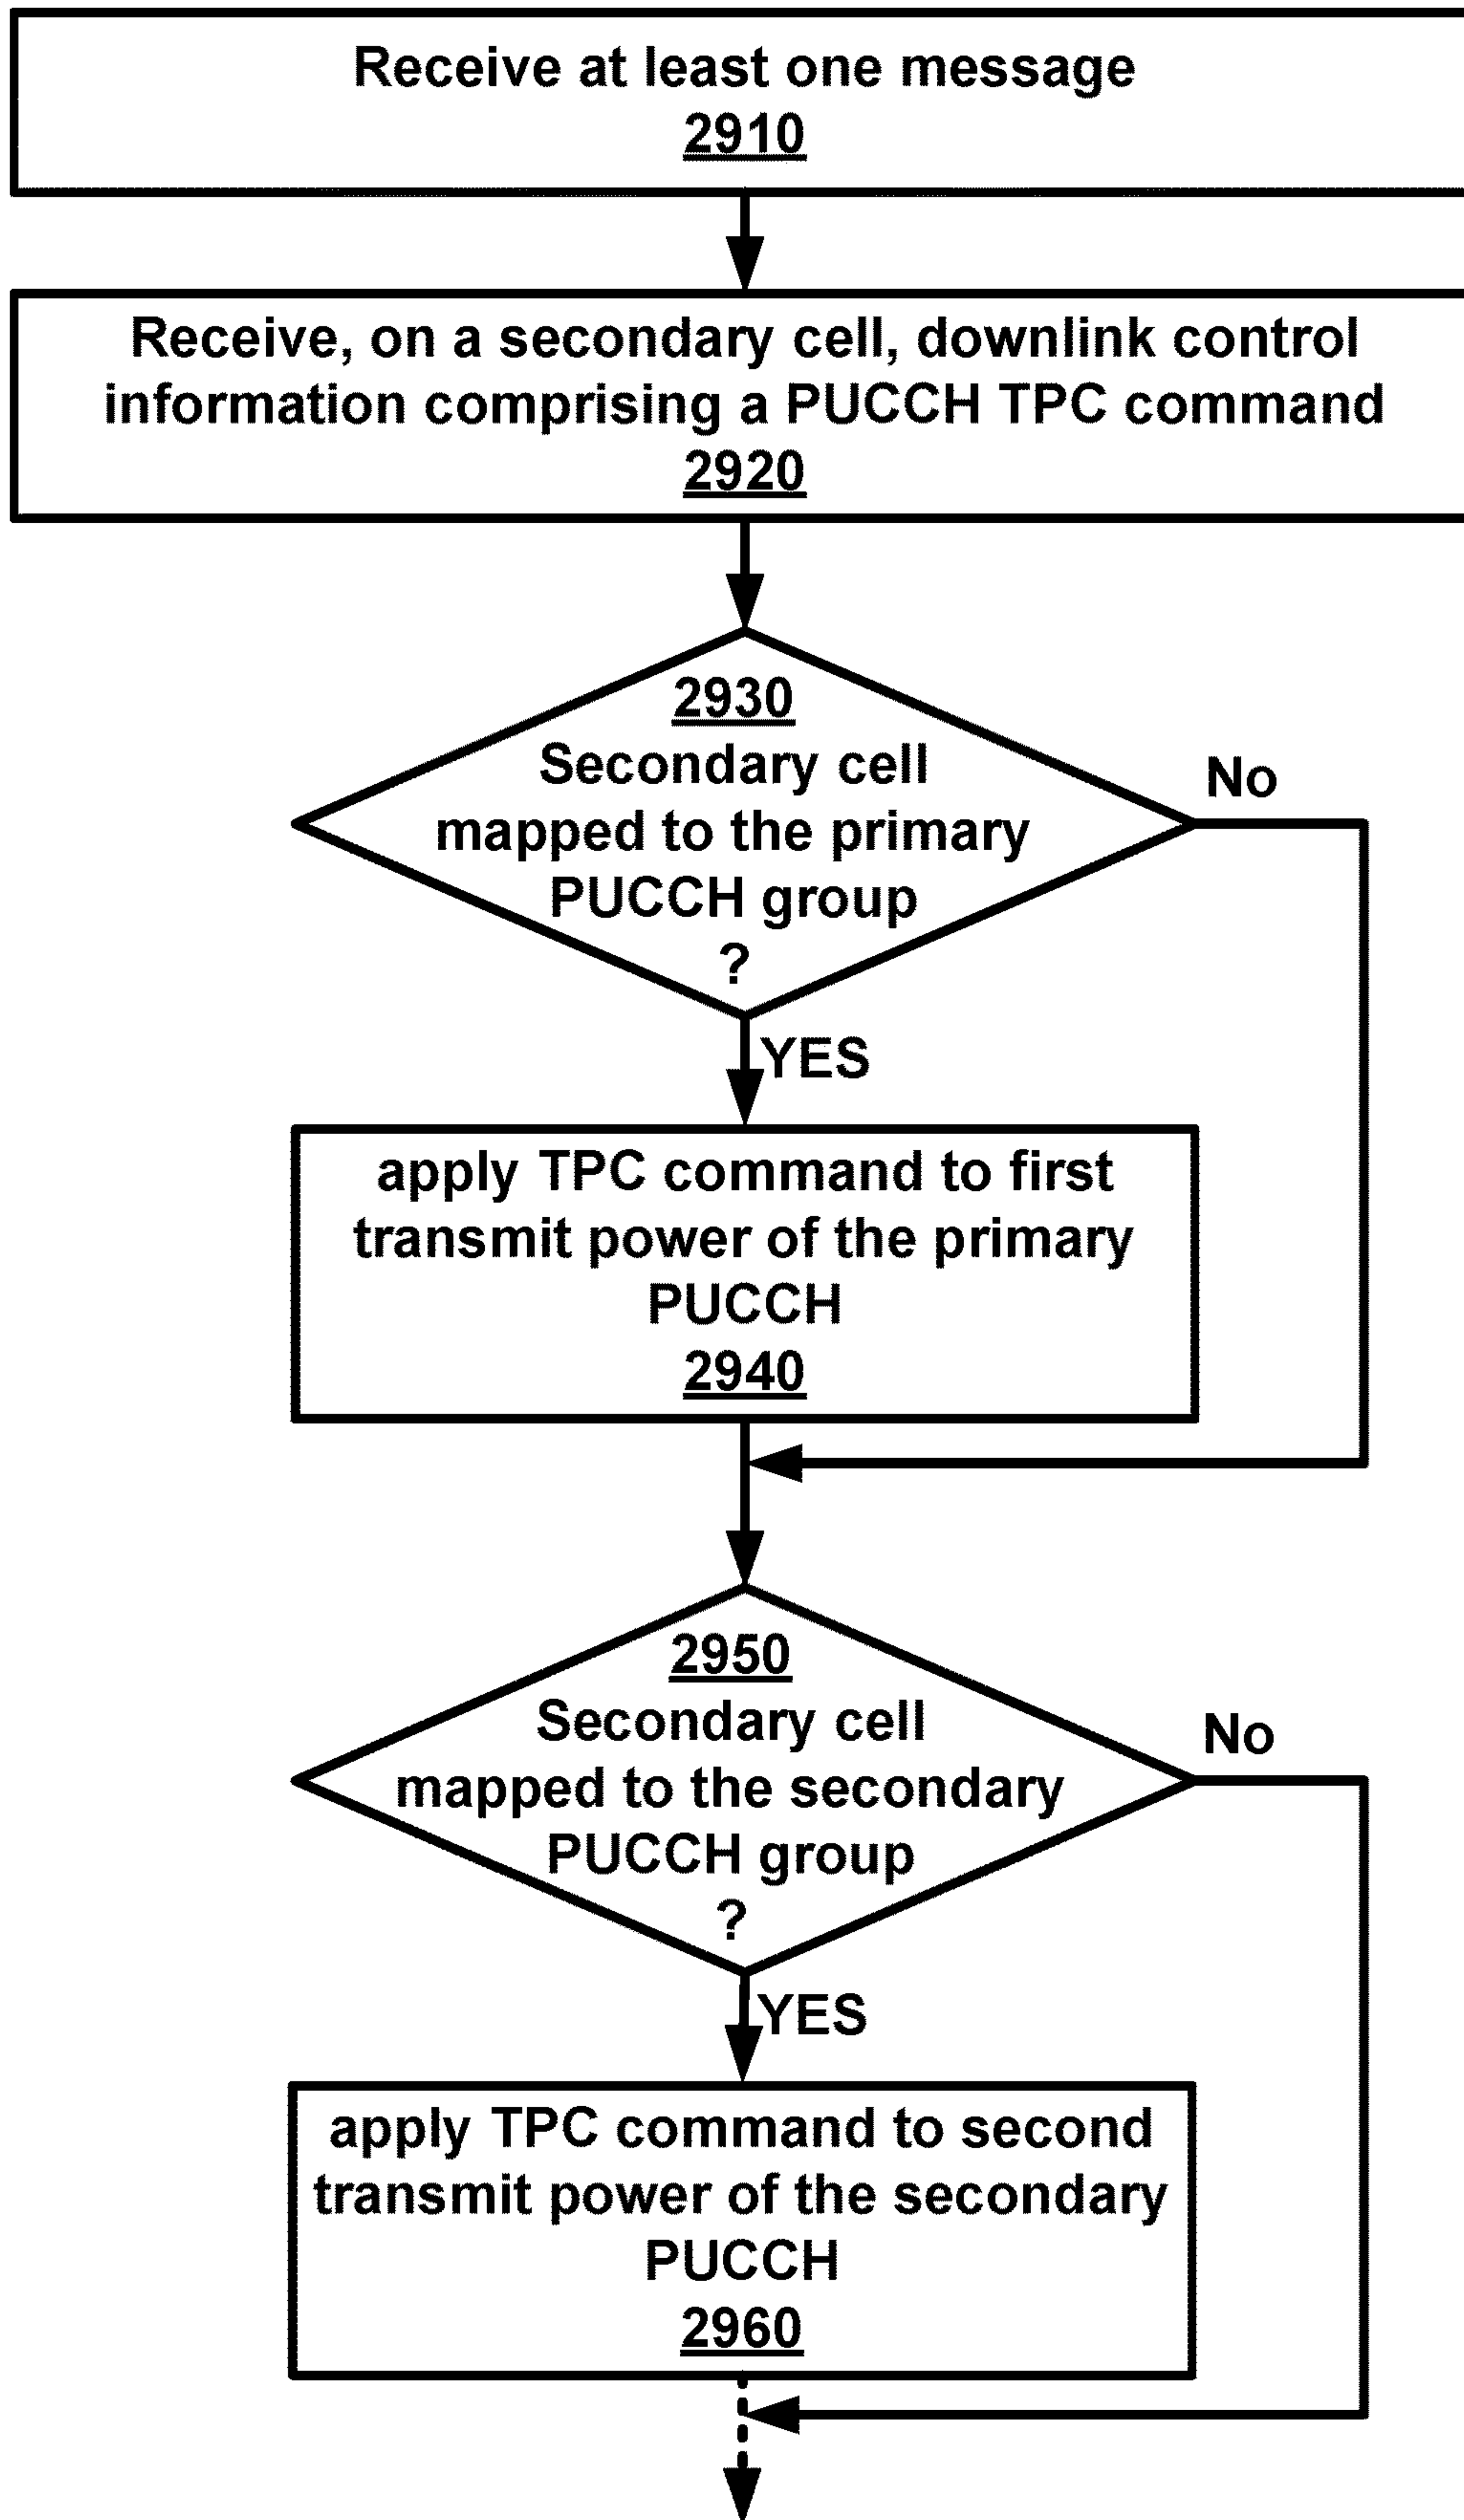 Receive at least one message
2910
Receive, on a secondary cell, downlink control
information comprising a PUCCH TPC command
2920
2930
Secondary cell
mapped to the primary
PUCCH group
?
No
YES
apply TPC command to first
transmit power of the primary
PUCCH
2940
2950
Secondary cell
mapped to the secondary
PUCCH group
?
No
YES
apply TPC command to second
transmit power of the secondary
PUCCH
2960